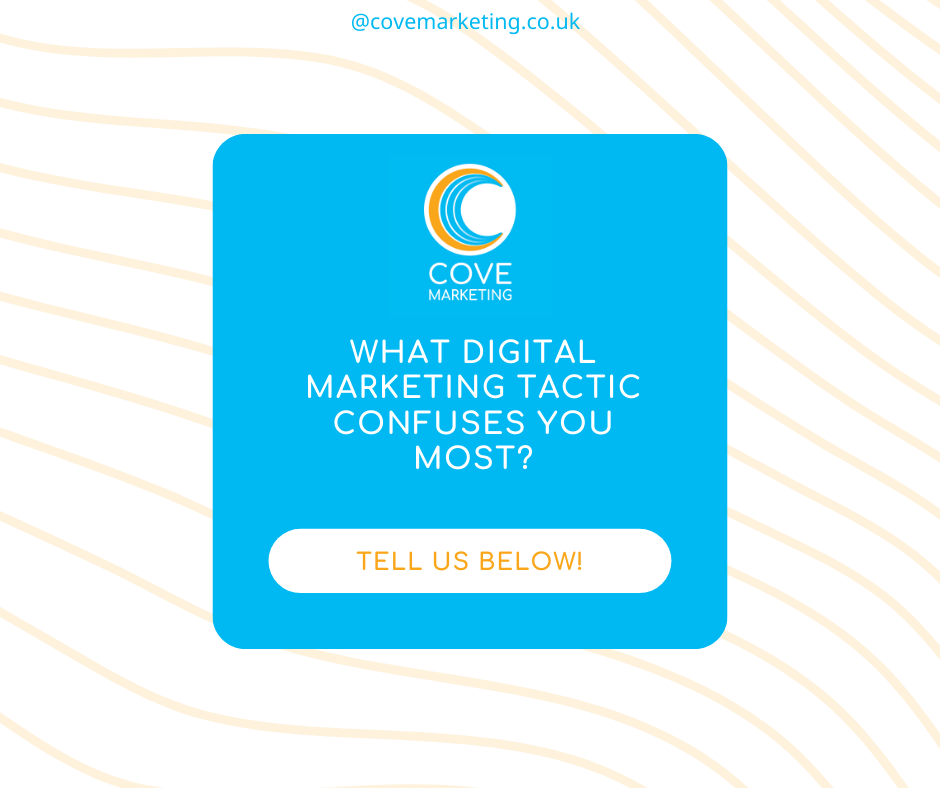 @covemarketing.co.uk
COVE
MARKETING
WHAT DIGITAL
MARKETING TACTIC
CONFUSES YOU
MOST?
TELL US BELOW!